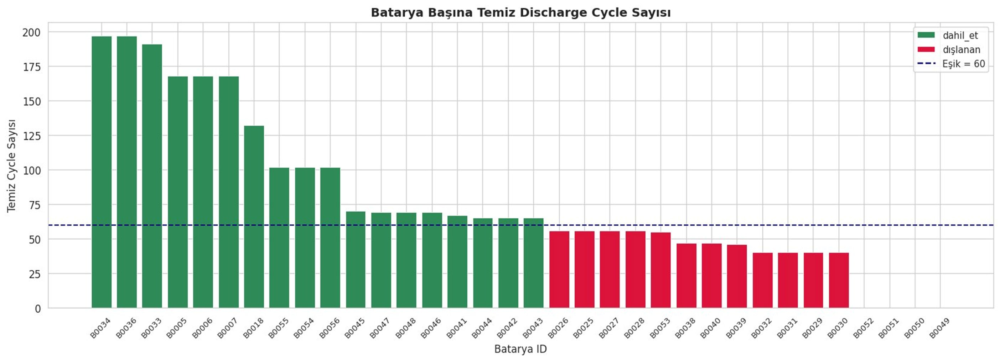 Batarya Başına Temiz Discharge Cycle Sayısı
dahil_et
dışlanan
Eşik = 60
Temiz Cycle Sayısı
200
175
150
125
100
75
50
25
0
B0034 B0036 B0033 B0005 B0006 B0007 B0018 B0055 B0054 B0056 B0045 B0047 B0048 B0046 B0041 B0044 B0042 B0043 B0026 B0025 B0027 B0028 B0053 B0038 B0040 B0039 B0032 B0031 B0029 B0030 B0052 B0051 B0050 B0049
Batarya ID